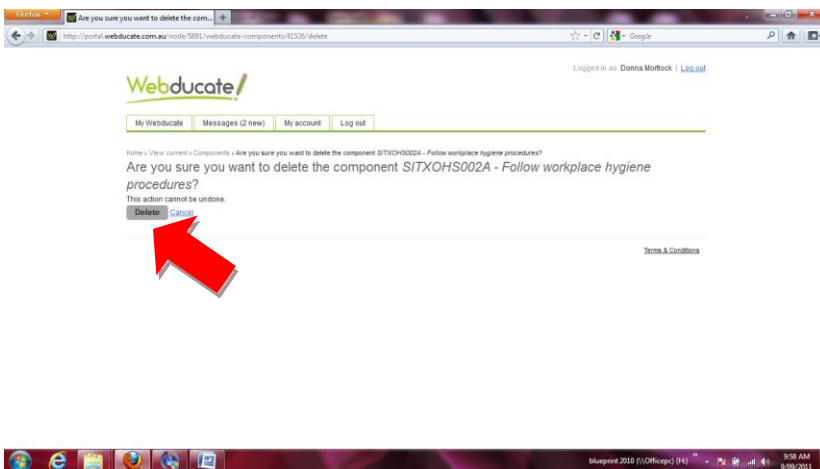 Firefox
Are you sure you want to delete the com...
http://portal.webducate.com.au/node/5891/webducate-components/41526/delete
Google
Logged in as Donna Mortlock | Log out
Webducate!
My Webducate Messages (2 new) My account Log out
Home › View current › Components › Are you sure you want to delete the component SITXOHS002A - Follow workplace hygiene procedures?
Are you sure you want to delete the component SITXOHS002A - Follow workplace hygiene
procedures?
This action cannot be undone.
Delete Cancel
Terms & Conditions
blueprint 2010 (\\Officepc) (H:)
9:58 AM
9/09/2011